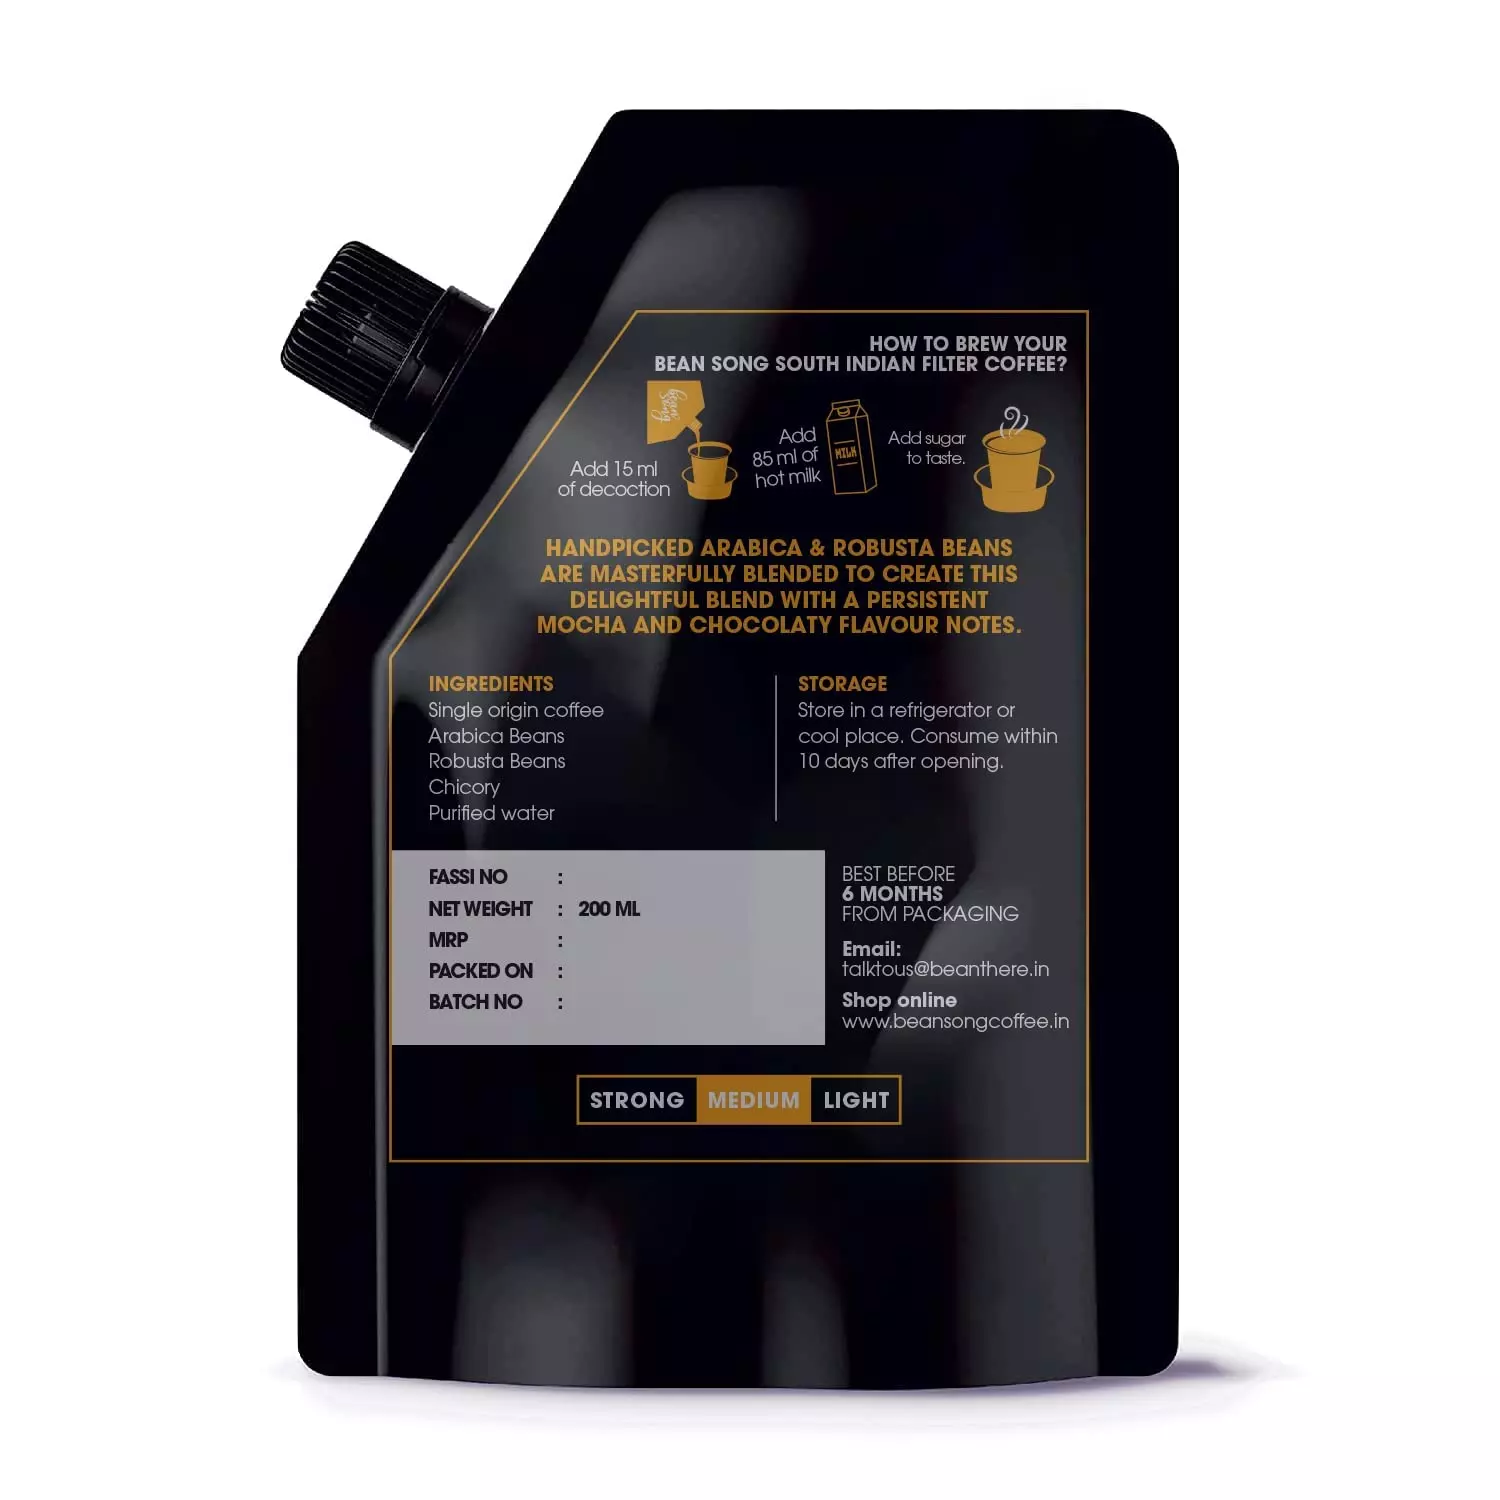 HOW TO BREW YOUR
BEAN SONG SOUTH INDIAN FILTER COFFEE?
bean
Song
Add 15 ml
of decoction
Add
85 ml of
hot milk
MILK
Add sugar
to taste.
HANDPICKED ARABICA & ROBUSTA BEANS
ARE MASTERFULLY BLENDED TO CREATE THIS
DELIGHTFUL BLEND WITH A PERSISTENT
MOCHA AND CHOCOLATY FLAVOUR NOTES.
INGREDIENTS
Single origin coffee
Arabica Beans
Robusta Beans
Chicory
Purified water
STORAGE
Store in a refrigerator or
cool place. Consume within
10 days after opening.
FASSI NO :
NET WEIGHT : 200 ML
MRP :
PACKED ON :
BATCH NO :
BEST BEFORE
6 MONTHS
FROM PACKAGING
Email:
talktous@beanthere.in
Shop online
www.beansongcoffee.in
STRONG MEDIUM LIGHT